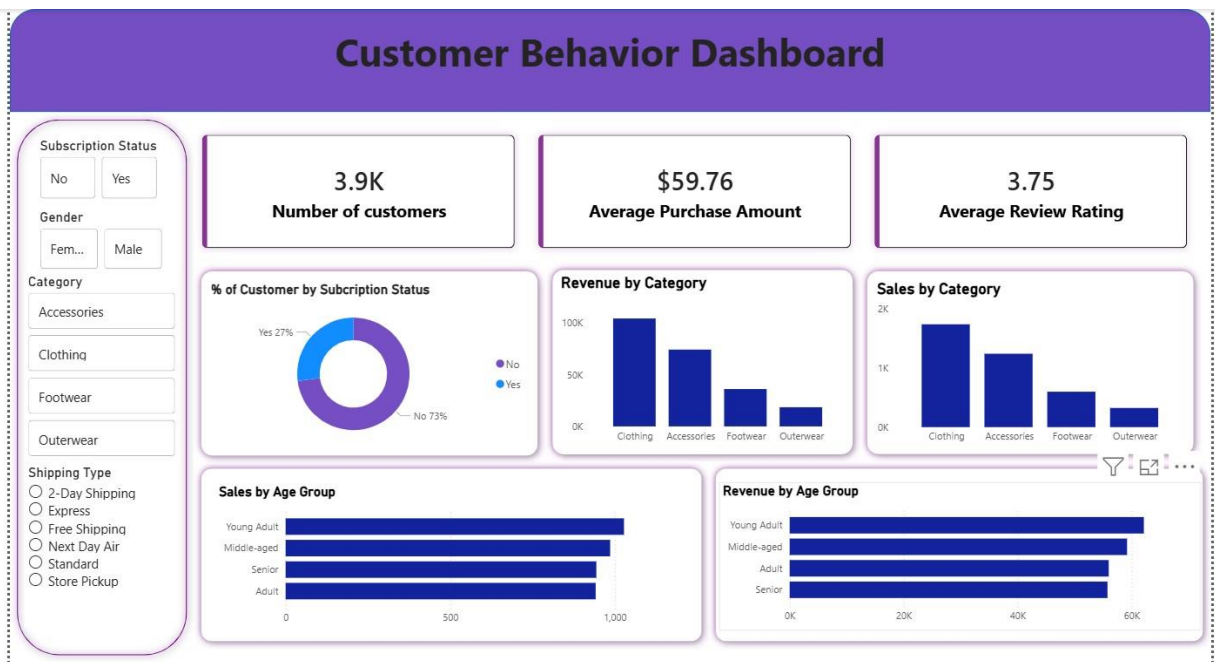 Customer Behavior Dashboard
Subscription Status
No Yes
Gender
Fem... Male
Category
Accessories
Clothing
Footwear
Outerwear
Shipping Type
2-Day Shipping
Express
Free Shipping
Next Day Air
Standard
Store Pickup
3.9K
Number of customers
$59.76
Average Purchase Amount
3.75
Average Review Rating
% of Customer by Subcription Status
Yes 27%
No 73%
No
Yes
Revenue by Category
100K
50K
0K
Clothing Accessories Footwear Outerwear
Sales by Category
2K
1K
0K
Clothing Accessories Footwear Outerwear
Sales by Age Group
Young Adult
Middle-aged
Senior
Adult
0 500 1,000
Revenue by Age Group
Young Adult
Middle-aged
Adult
Senior
0K 20K 40K 60K